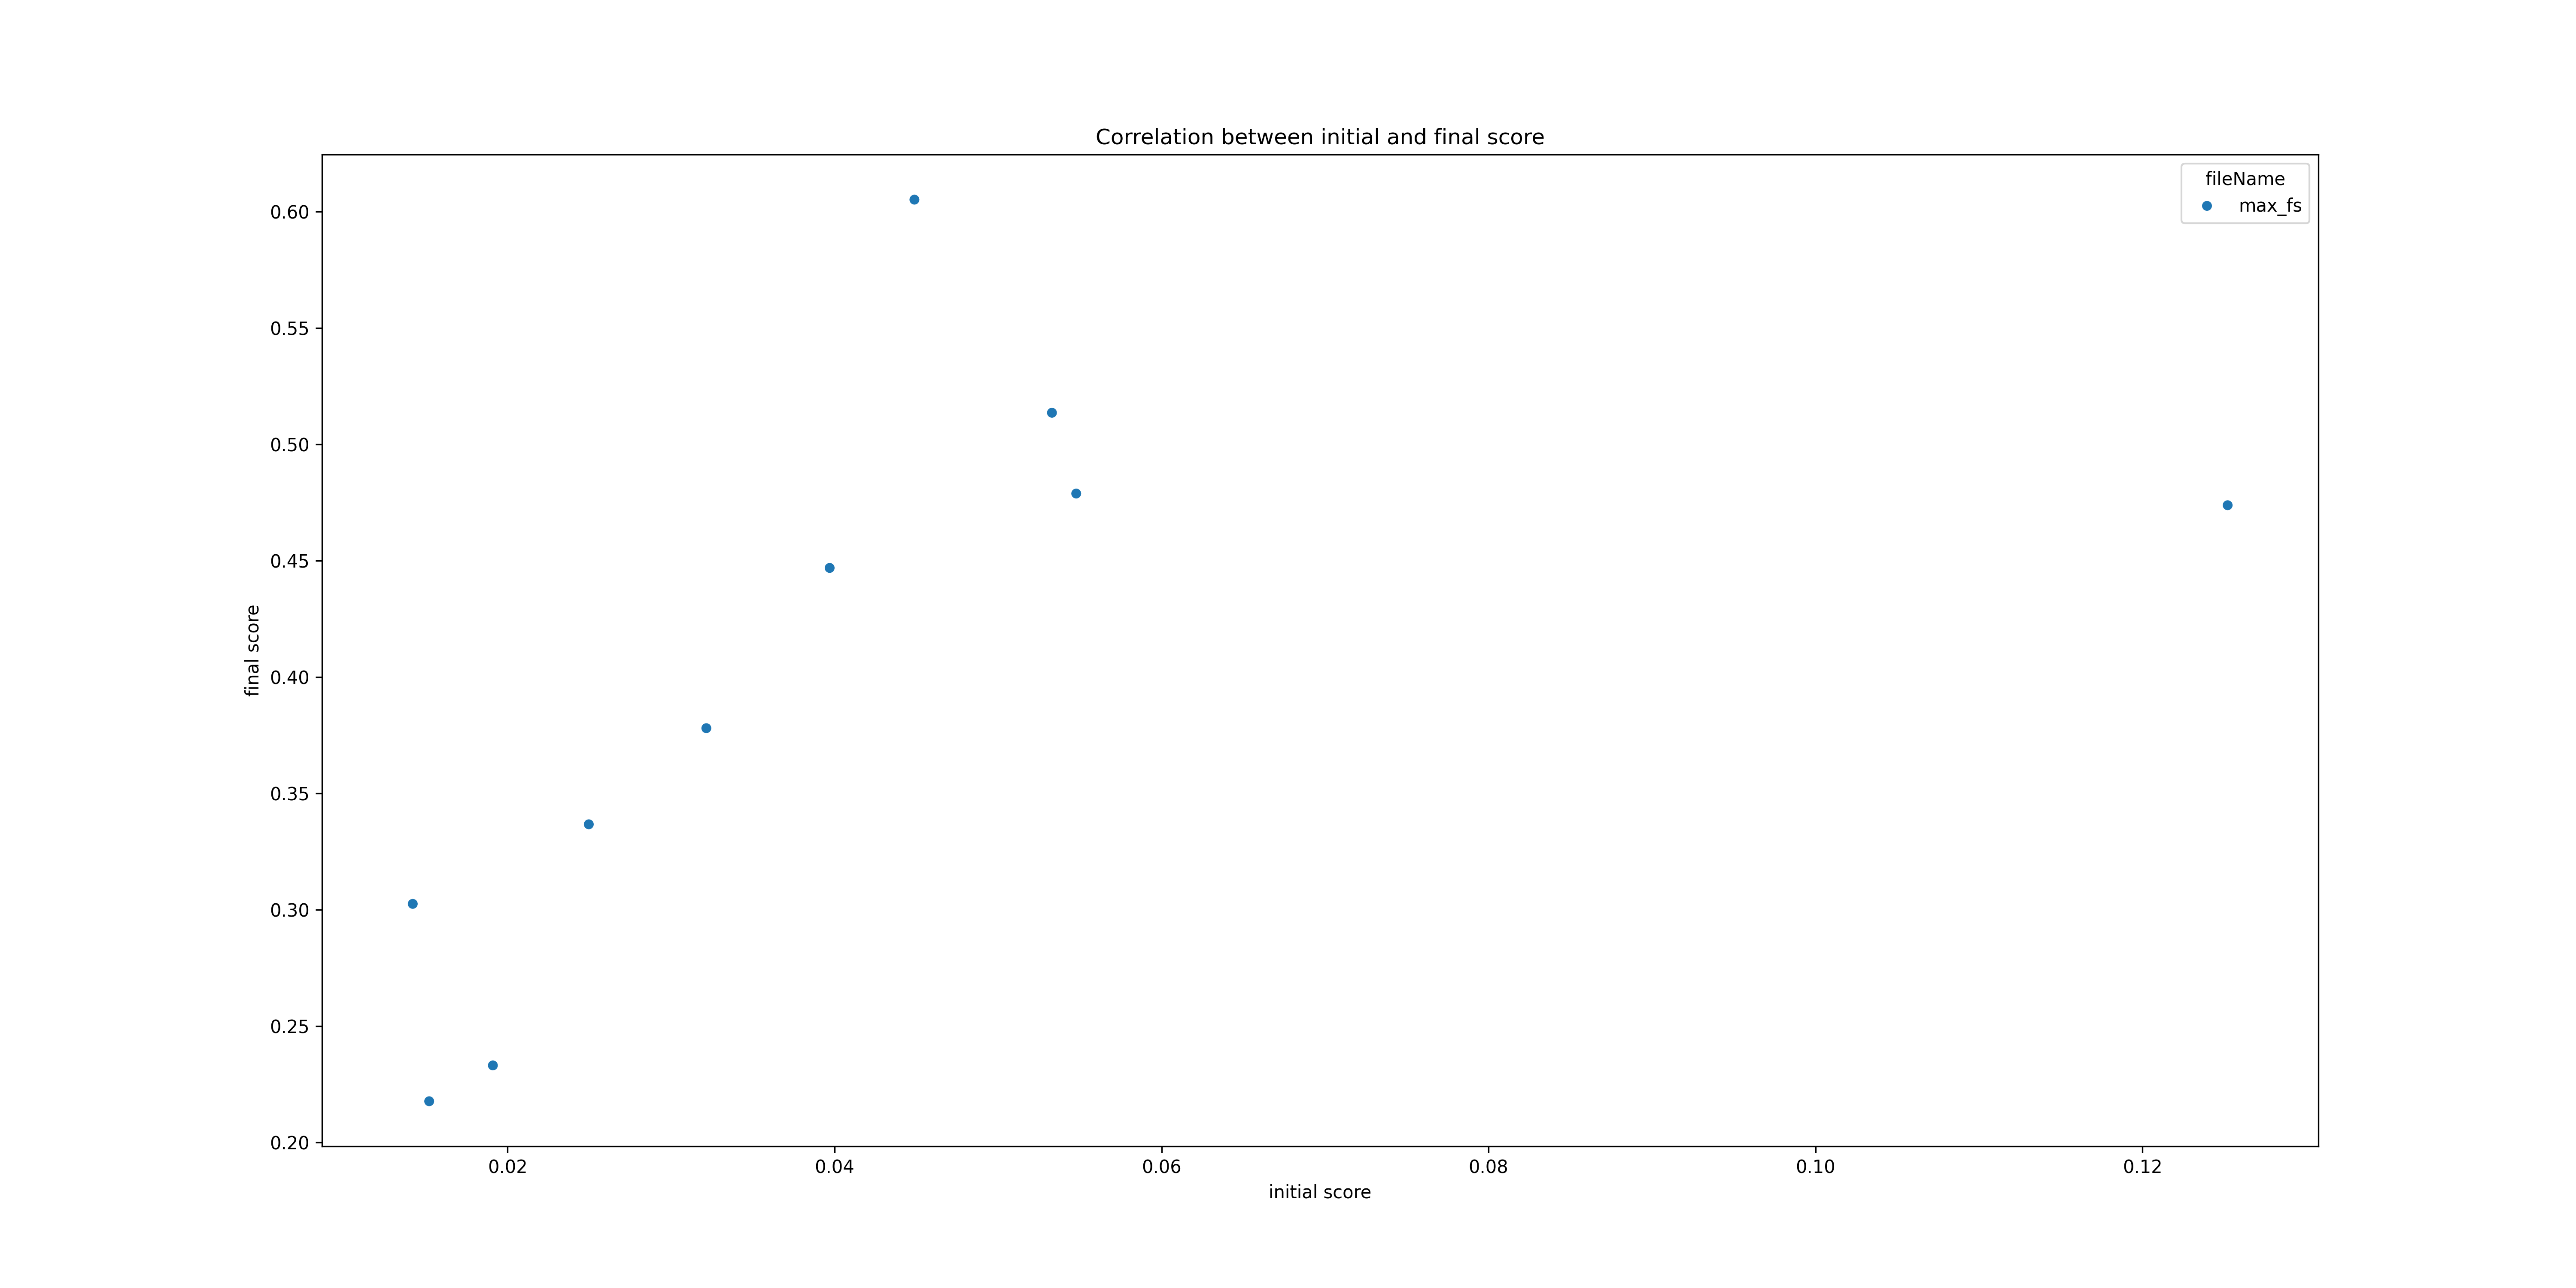 Correlation between initial and final score
fileName
max_fs
0.60
0.55
0.50
0.45
0.40
0.35
0.30
0.25
0.20
final score
0.02 0.04 0.06 0.08 0.10 0.12
initial score